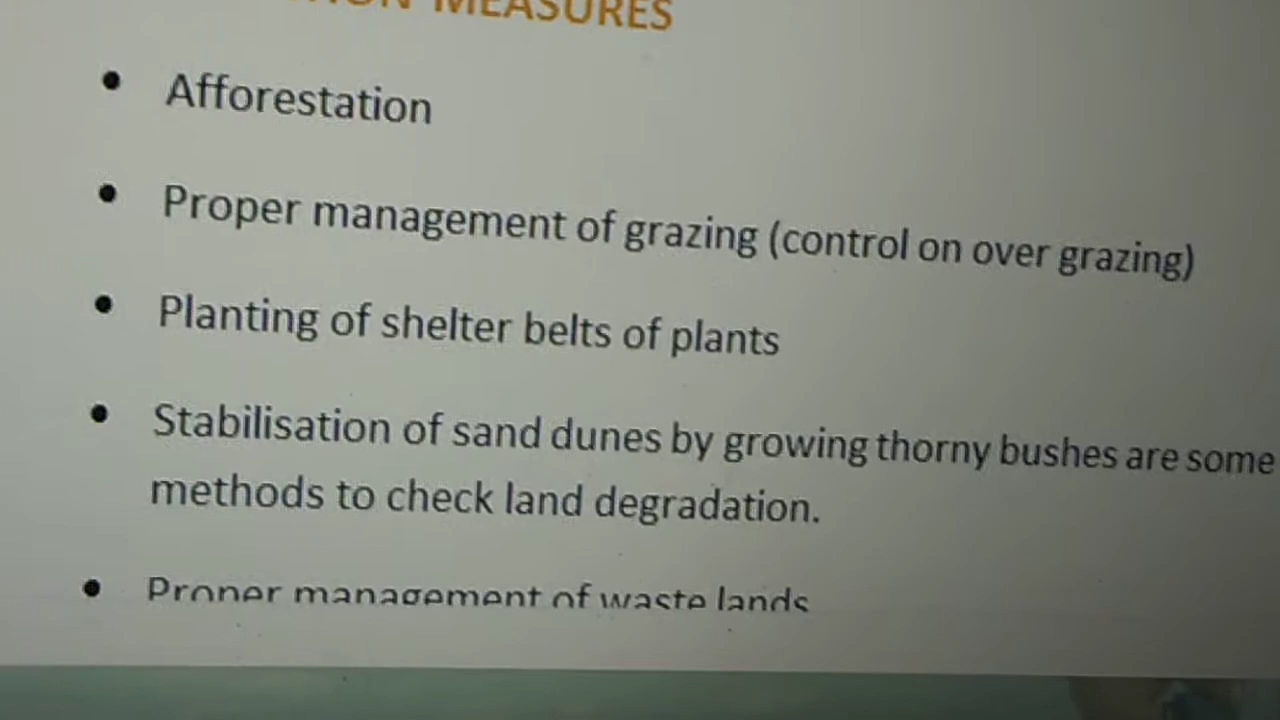 MEASURES
Afforestation
Proper management of grazing (control on over grazing)
Planting of shelter belts of plants
Stabilisation of sand dunes by growing thorny bushes are some
methods to check land degradation.
Proper management of waste lands